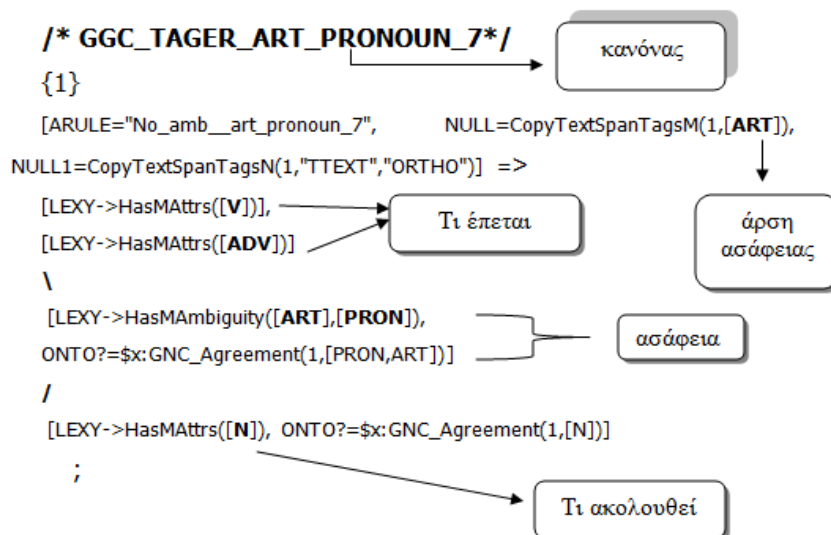 /* GGC_TAGER_ART_PRONOUN_7*/
κανόνας
{1}
[ARULE="No_amb__art_pronoun_7", NULL=CopyTextSpanTagsM(1,[ART]),
NULL1=CopyTextSpanTagsN(1,"TTEXT","ORTHO")] =>
[LEXY->HasMAttrs([V])],
Τι έπεται
άρση
ασάφειας
[LEXY->HasMAttrs([ADV])]
\
[LEXY->HasMAmbiguity([ART],[PRON]),
ασάφεια
ONTO?=$x:GNC_Agreement(1,[PRON,ART])]
/
[LEXY->HasMAttrs([N]), ONTO?=$x:GNC_Agreement(1,[N])]
;
Τι ακολουθεί